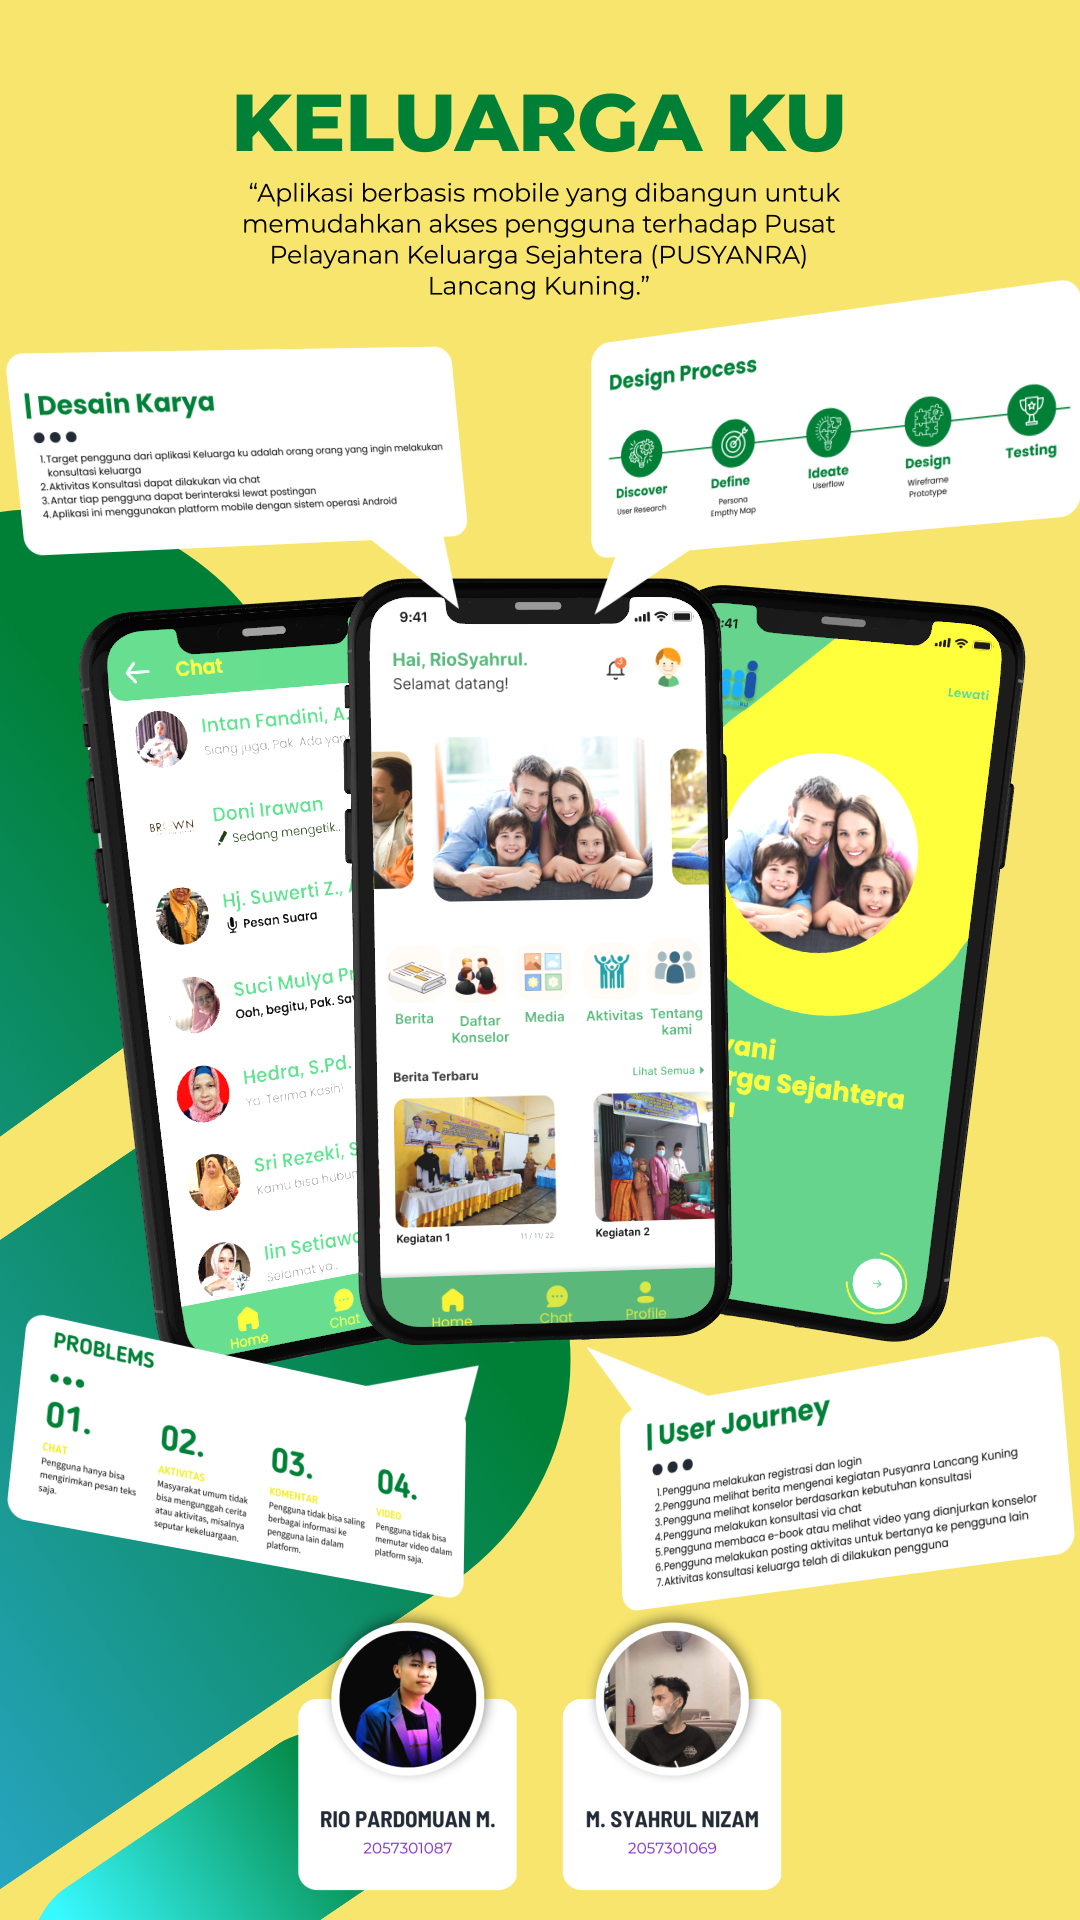 KELUARGA KU
“Aplikasi berbasis mobile yang dibangun untuk
memudahkan akses pengguna terhadap Pusat
Pelayanan Keluarga Sejahtera (PUSYANRA)
Lancang Kuning.”
Desain Karya
1.Target pengguna dari aplikasi Keluarga ku adalah orang orang yang ingin melakukan
konsultasi keluarga
2.Aktivitas Konsultasi dapat dilakukan via chat
3.Antar tiap pengguna dapat berinteraksi lewat postingan
4.Aplikasi ini menggunakan platform mobile dengan sistem operasi Android
Design Process
Discover
User Research
Define
Persona
Empthy Map
Ideate
Userflow
Design
Wireframe
Prototype
Testing
Chat
Intan Fandini, A.
Siang juga, Pak. Ada yan
Doni Irawan
Sedang mengetik..
BROWN
Hj. Suwerti Z.,
Pesan Suara
Suci Mulya Pr
Ooh, begitu, Pak. Say
Hedra, S.Pd.
Ya. Terima Kasih!
Sri Rezeki, S
Kamu bisa hubun
Iin Setiawa
Selamat ya..
Home
Chat
9:41
Hai, RioSyahrul.
Selamat datang!
3
Berita
Daftar
Konselor
Media
Aktivitas
Tentang
kami
Berita Terbaru
Lihat Semua
Kegiatan 1
11 / 11/ 22
Kegiatan 2
Home
Chat
Profile
:41
Lewati
yani
rga Sejahtera
PROBLEMS
01.
CHAT
Pengguna hanya bisa
mengirimkan pesan teks
saja.
02.
AKTIVITAS
Masyarakat umum tidak
bisa mengunggah cerita
atau aktivitas, misalnya
seputar kekeluargaan.
03.
KOMENTAR
Pengguna tidak bisa saling
berbagai informasi ke
pengguna lain dalam
platform.
04.
VIDEO
Pengguna tidak bisa
memutar video dalam
platform saja.
User Journey
1.Pengguna melakukan registrasi dan login
2.Pengguna melihat berita mengenai kegiatan Pusyanra Lancang Kuning
3.Pengguna melihat konselor berdasarkan kebutuhan konsultasi
4.Pengguna melakukan konsultasi via chat
5.Pengguna membaca e-book atau melihat video yang dianjurkan konselor
6.Pengguna melakukan posting aktivitas untuk bertanya ke pengguna lain
7.Aktivitas konsultasi keluarga telah di dilakukan pengguna
RIO PARDOMUAN M.
2057301087
M. SYAHRUL NIZAM
2057301069